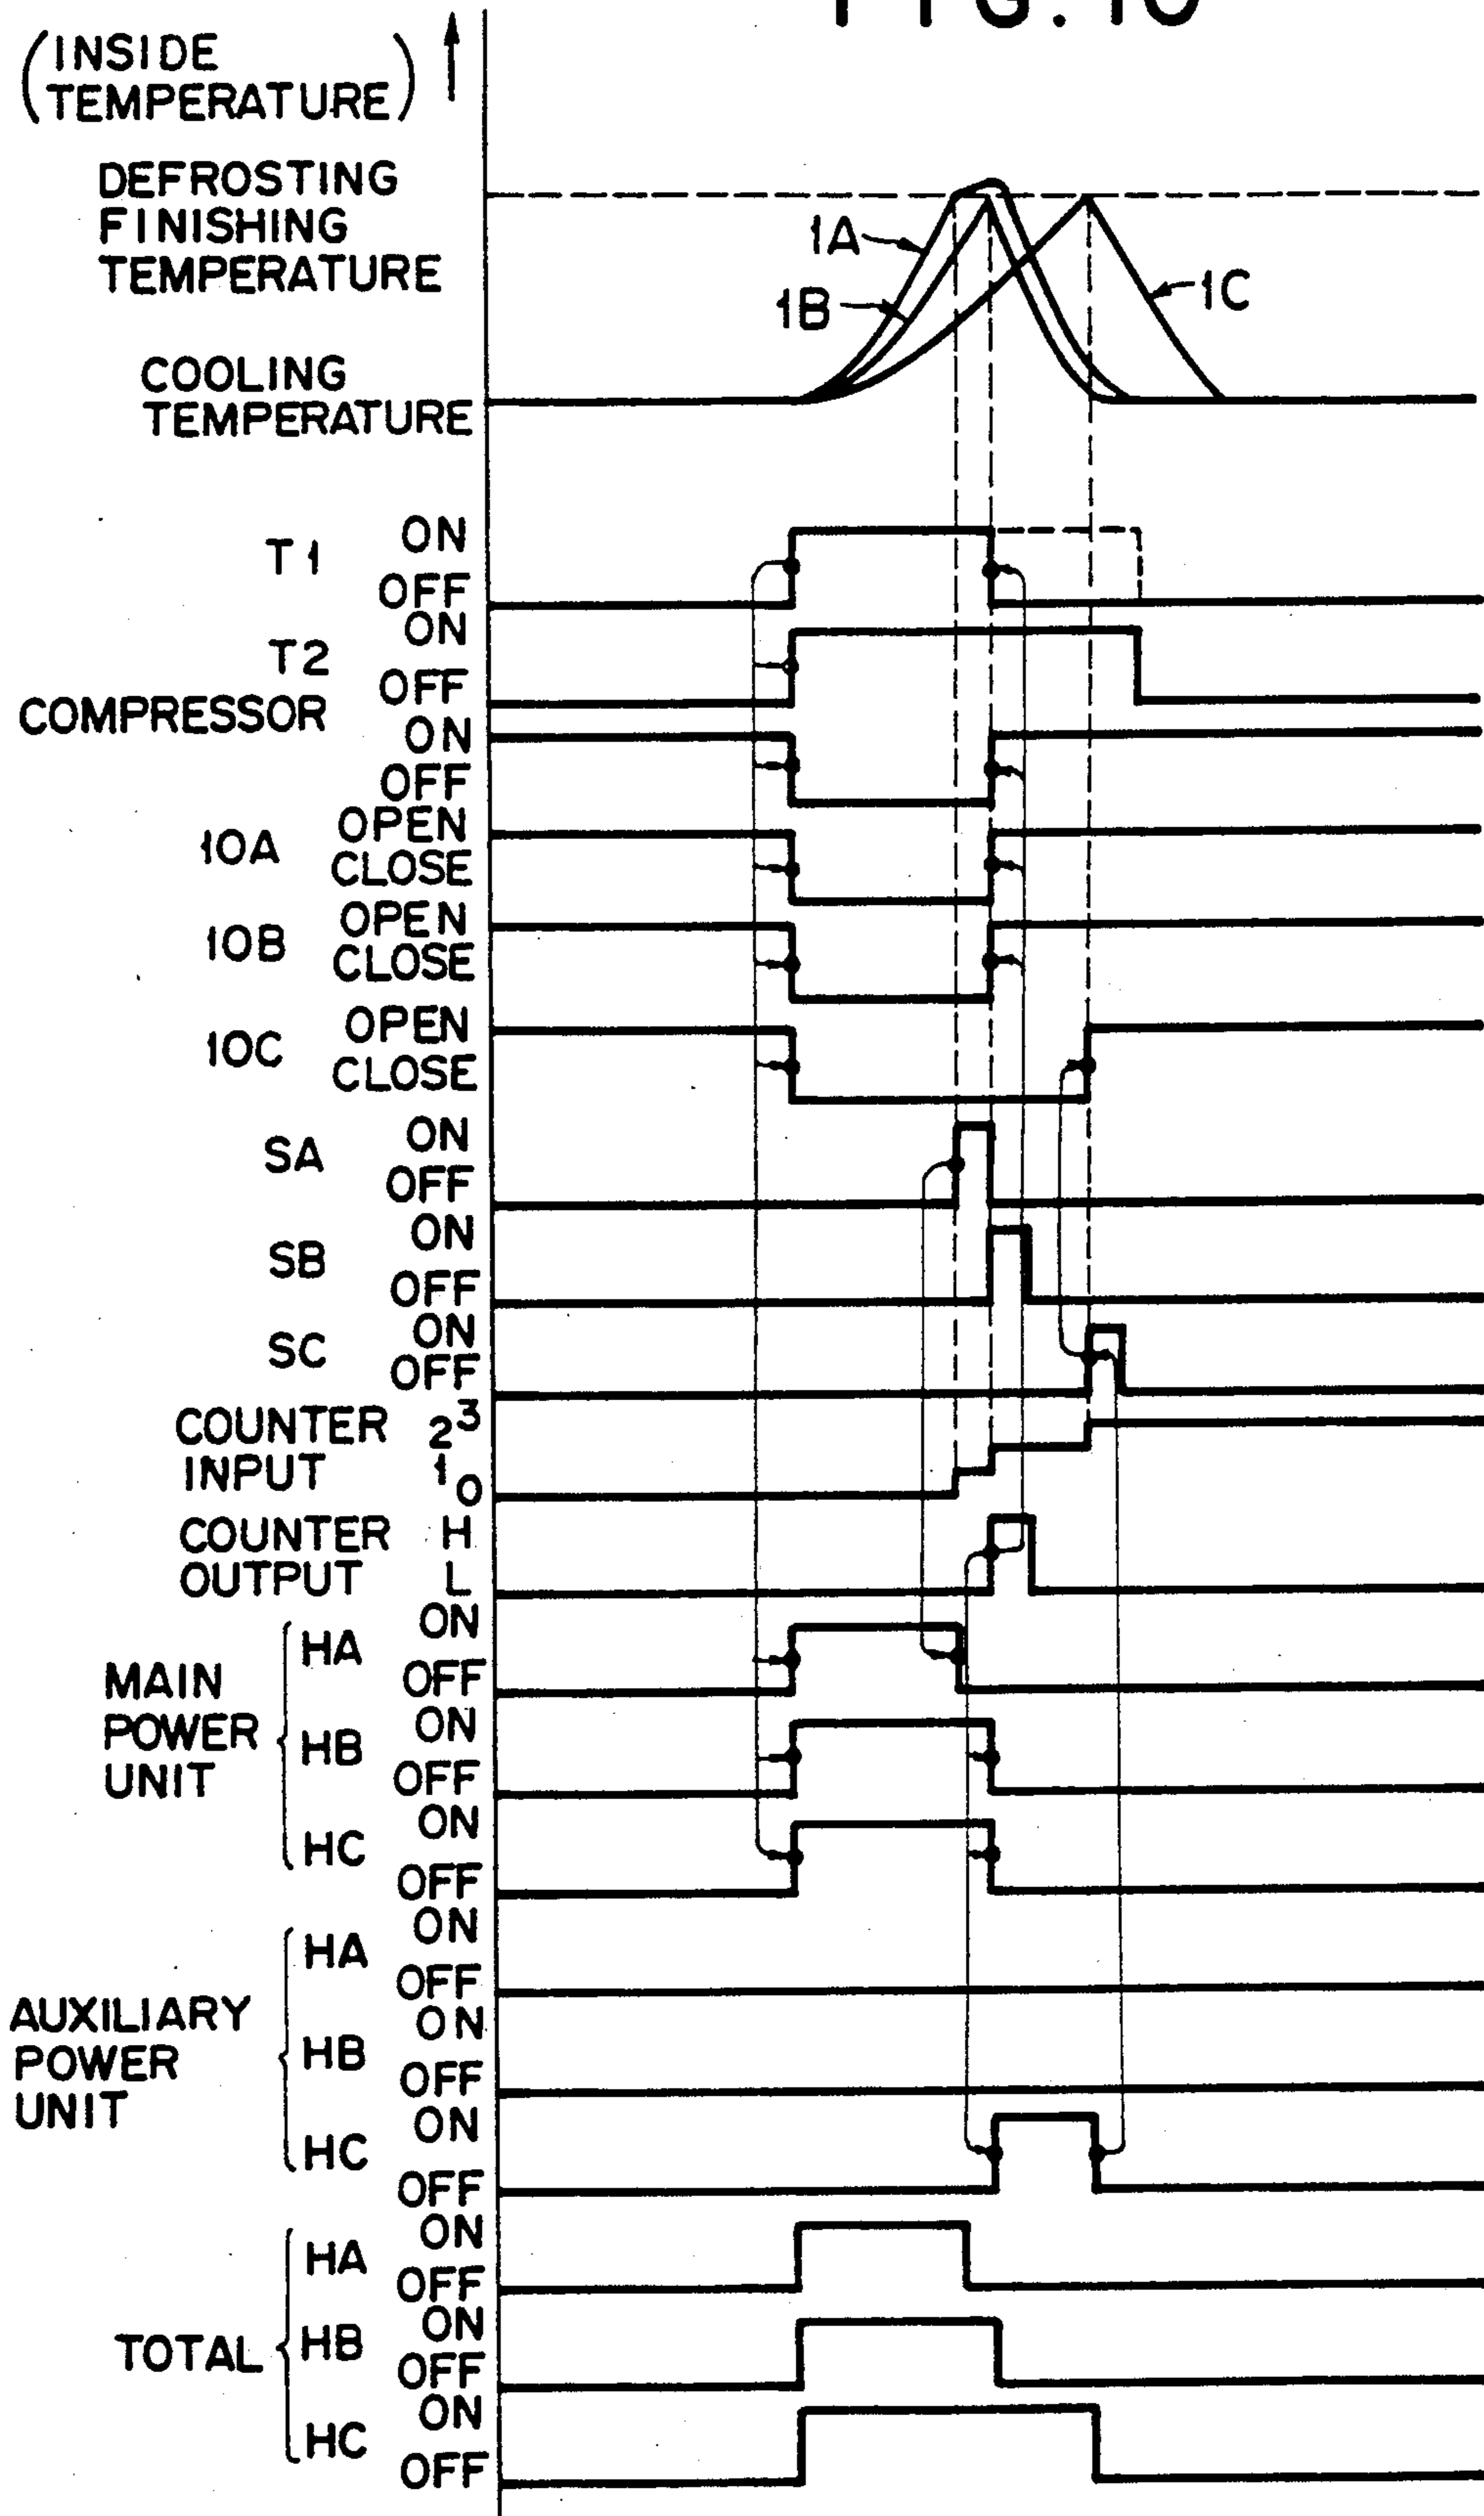 FIG. 10
(INSIDE
TEMPERATURE)
DEFROSTING
FINISHING
TEMPERATURE
1A
1B
1C
COOLING
TEMPERATURE
T1
ON
OFF
T2
ON
OFF
COMPRESSOR
ON
OFF
10A
OPEN
CLOSE
10B
OPEN
CLOSE
10C
OPEN
CLOSE
SA
ON
OFF
SB
ON
OFF
SC
ON
OFF
COUNTER
INPUT
3
2
1
0
COUNTER
OUTPUT
H
L
MAIN
POWER
UNIT
HA
ON
OFF
HB
ON
OFF
HC
ON
OFF
AUXILIARY
POWER
UNIT
HA
ON
OFF
HB
ON
OFF
HC
ON
OFF
TOTAL
HA
ON
OFF
HB
ON
OFF
HC
ON
OFF